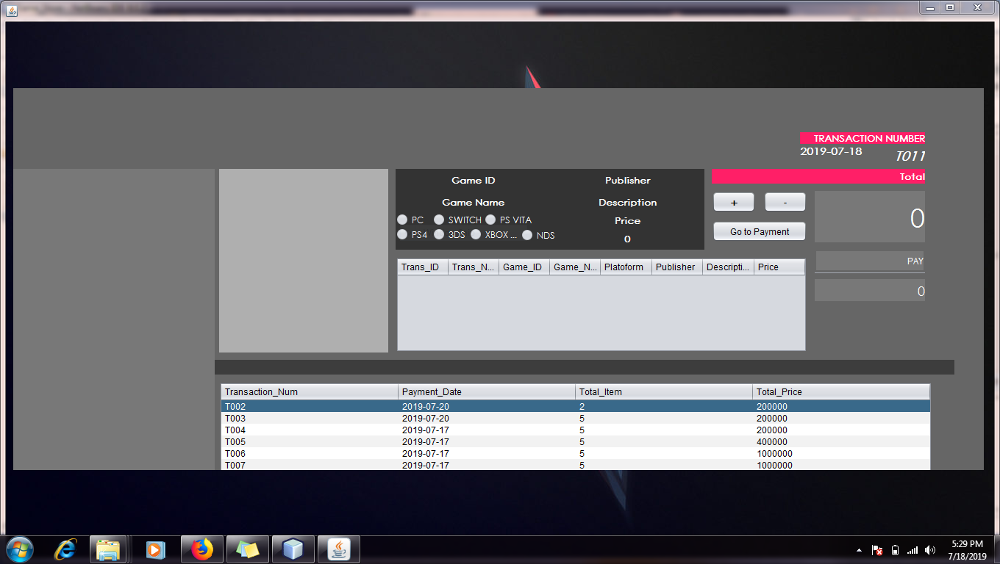 TRANSACTION NUMBER
2019-07-18 T011
Game ID Publisher Total
Game Name Description
+ - 0
PC SWITCH PS VITA Price
PS4 3DS XBOX ... NDS 0 Go to Payment
PAY
Trans_ID Trans_N... Game_ID Game_N... Platoform Publisher Descripti... Price
0
Transaction_Num Payment_Date Total_Item Total_Price
T002 2019-07-20 2 200000
T003 2019-07-20 5 200000
T004 2019-07-17 5 200000
T005 2019-07-17 5 400000
T006 2019-07-17 5 1000000
T007 2019-07-17 5 1000000
5:29 PM
7/18/2019